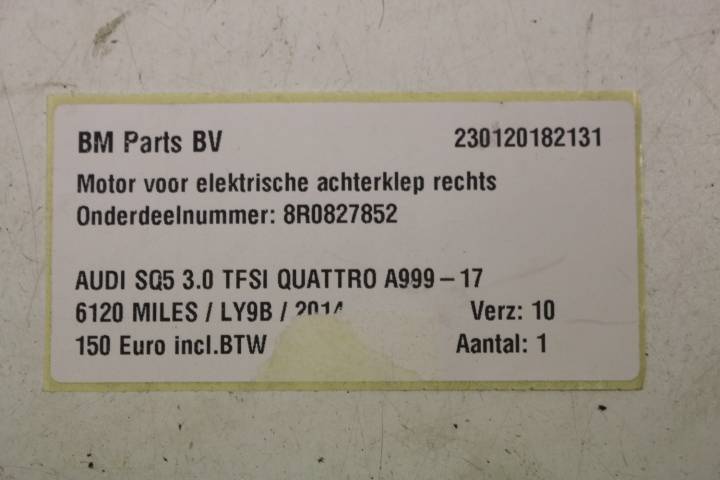 BM Parts BV 230120182131
Motor voor elektrische achterklep rechts
Onderdeelnummer: 8R0827852
AUDI SQ5 3.0 TFSI QUATTRO A999-17
6120 MILES / LY9B / 2014 Verz: 10
150 Euro incl.BTW Aantal: 1